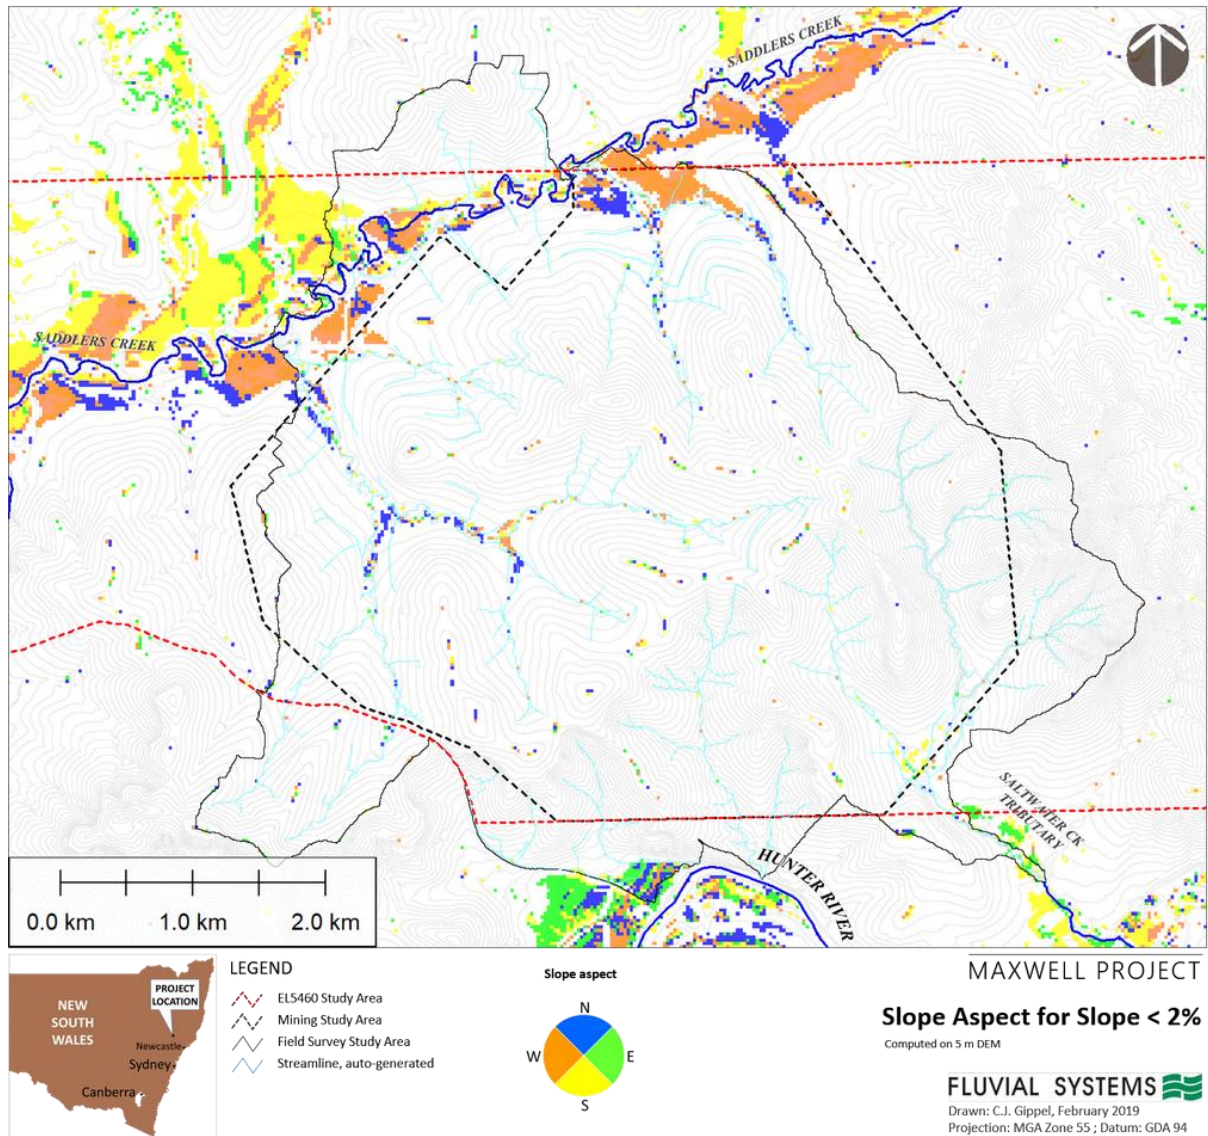 SADDLERS CREEK
SADDLERS CREEK
SALTWATER CK
TRIBUTARY
HUNTER RIVER
0.0 km 1.0 km 2.0 km
NEW
SOUTH
WALES
PROJECT
LOCATION
Newcastle
Sydney
Canberra
LEGEND
EL5460 Study Area
Mining Study Area
Field Survey Study Area
Streamline, auto-generated
Slope aspect
N
W E
S
MAXWELL PROJECT
Slope Aspect for Slope < 2%
Computed on 5 m DEM
FLUVIAL SYSTEMS
Drawn: C.J. Gippel, February 2019
Projection: MGA Zone 55 ; Datum: GDA 94